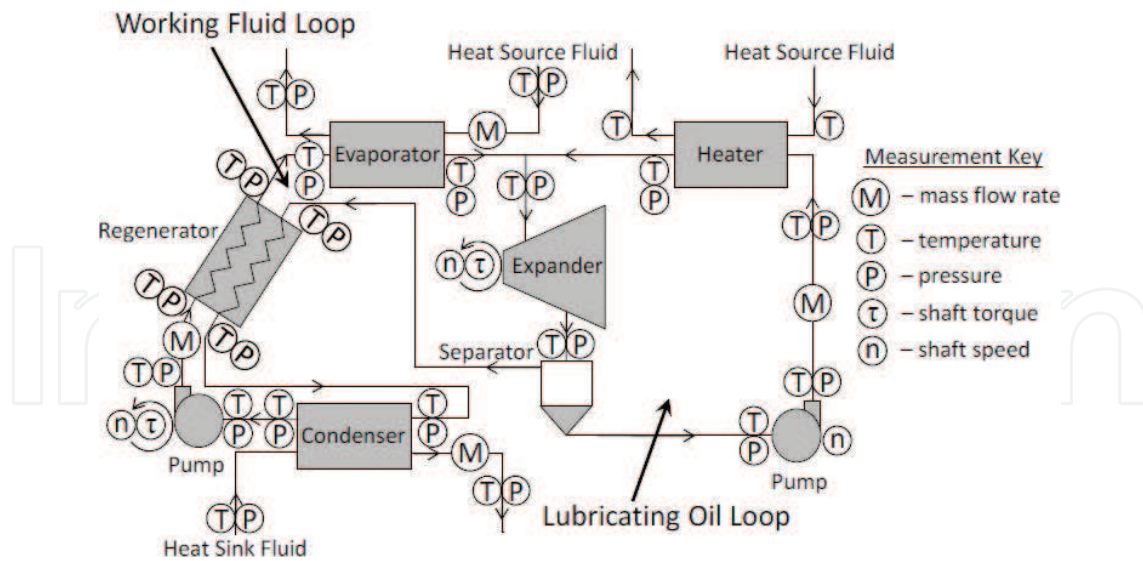 Working Fluid Loop
Heat Source Fluid
Heat Source Fluid
T P
T P
M
T
T
Evaporator
T
P
T
P
Heater
T
P
Measurement Key
M – mass flow rate
T – temperature
P – pressure
τ – shaft torque
n – shaft speed
T P
T P
T P
T P
Regenerator
n τ
Expander
T P
M
T P
M
T P
Separator
T P
T P
n τ
Pump
T
P
T
P
Condenser
T
P
M
T P
T P
T
P
n
Pump
Lubricating Oil Loop
T P
Heat Sink Fluid